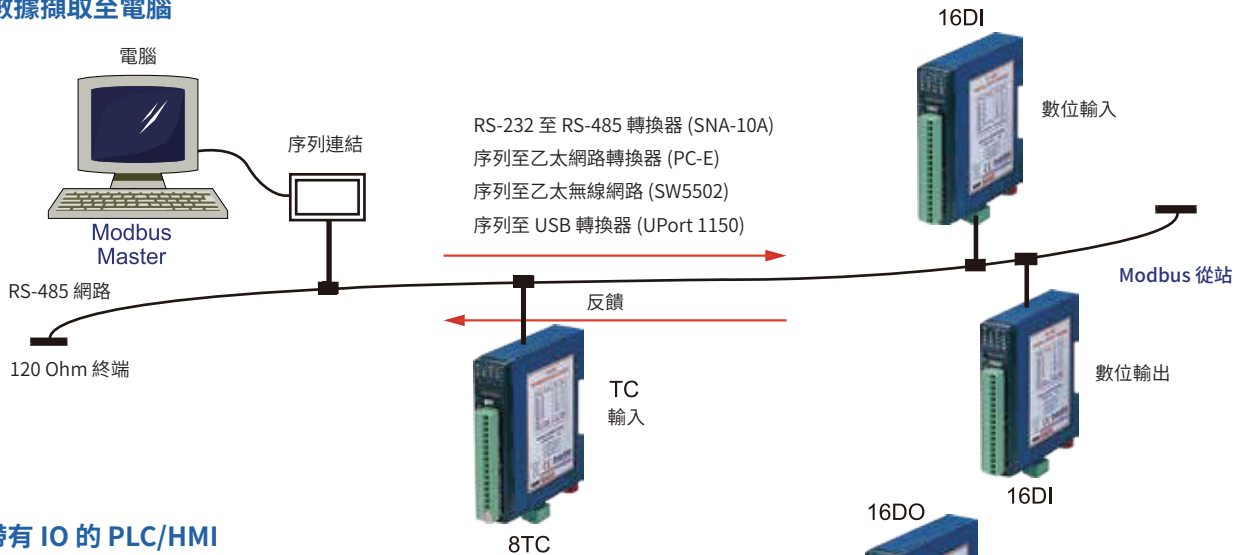 數據擷取至電腦
16DI
電腦
數位輸入
RS-232 至 RS-485 轉換器 (SNA-10A)
序列連結
序列至乙太網路轉換器 (PC-E)
序列至乙太無線網路 (SW5502)
序列至 USB 轉換器 (UPort 1150)
Modbus
Master
Modbus 從站
RS-485 網路
反饋
120 Ohm 終端
數位輸出
TC
輸入
16DI
16DO
有 IO 的 PLC/HMI
8TC